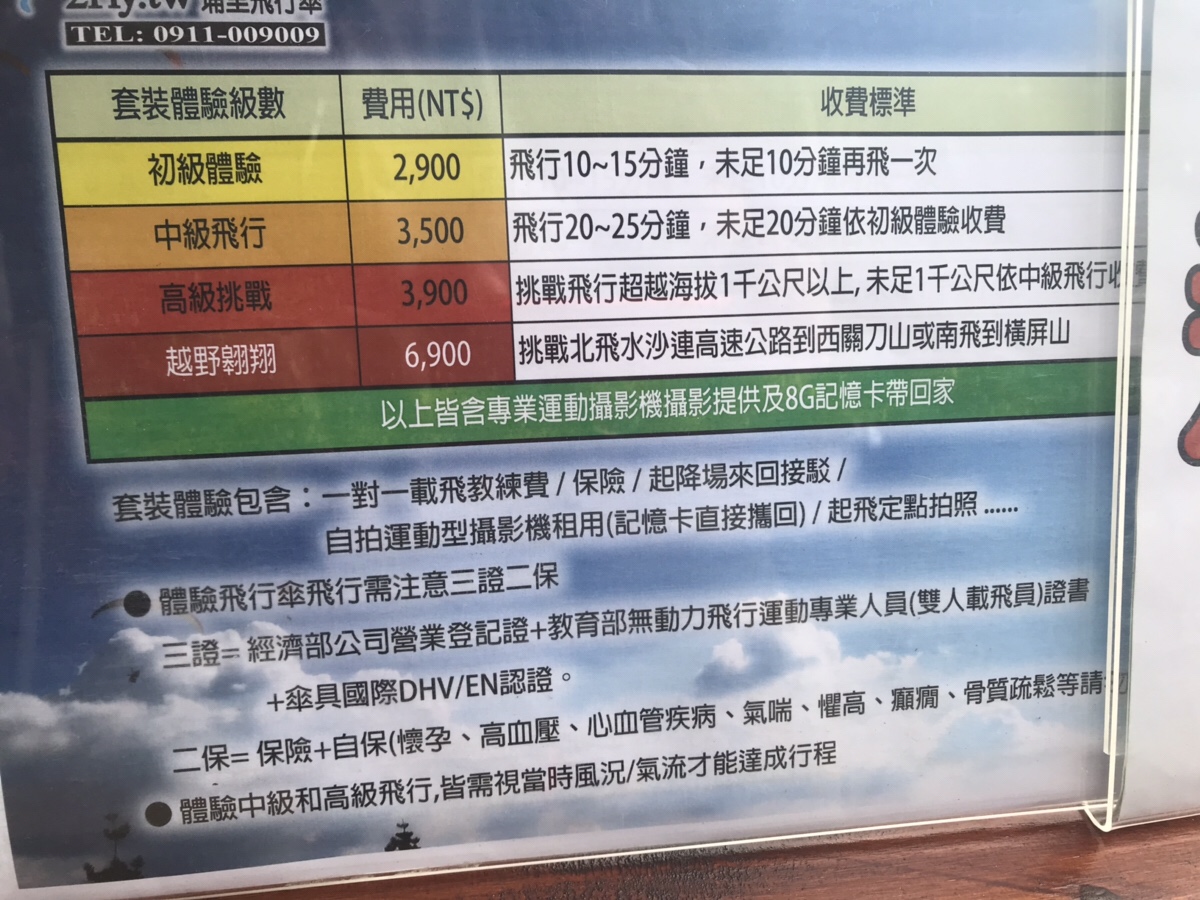 2Fly.tw 埔里飛行傘
TEL: 0911-009009
套裝體驗級數 費用(NT$) 收費標準
初級體驗 2,900 飛行10~15分鐘，未足10分鐘再飛一次
中級飛行 3,500 飛行20~25分鐘，未足20分鐘依初級體驗收費
高級挑戰 3,900 挑戰飛行超越海拔1千公尺以上, 未足1千公尺依中級飛行收費
越野翱翔 6,900 挑戰北飛水沙連高速公路到西關刀山或南飛到橫屏山
以上皆含專業運動攝影機攝影提供及8G記憶卡帶回家
套裝體驗包含：一對一載飛教練費 / 保險 / 起降場來回接駁 /
自拍運動型攝影機租用(記憶卡直接攜回) / 起飛定點拍照 ......
● 體驗飛行傘飛行需注意三證二保
三證= 經濟部公司營業登記證+教育部無動力飛行運動專業人員(雙人載飛員)證書
+傘具國際DHV/EN認證。
二保= 保險+自保(懷孕、高血壓、心血管疾病、氣喘、懼高、癲癇、骨質疏鬆等請勿
● 體驗中級和高級飛行,皆需視當時風況/氣流才能達成行程